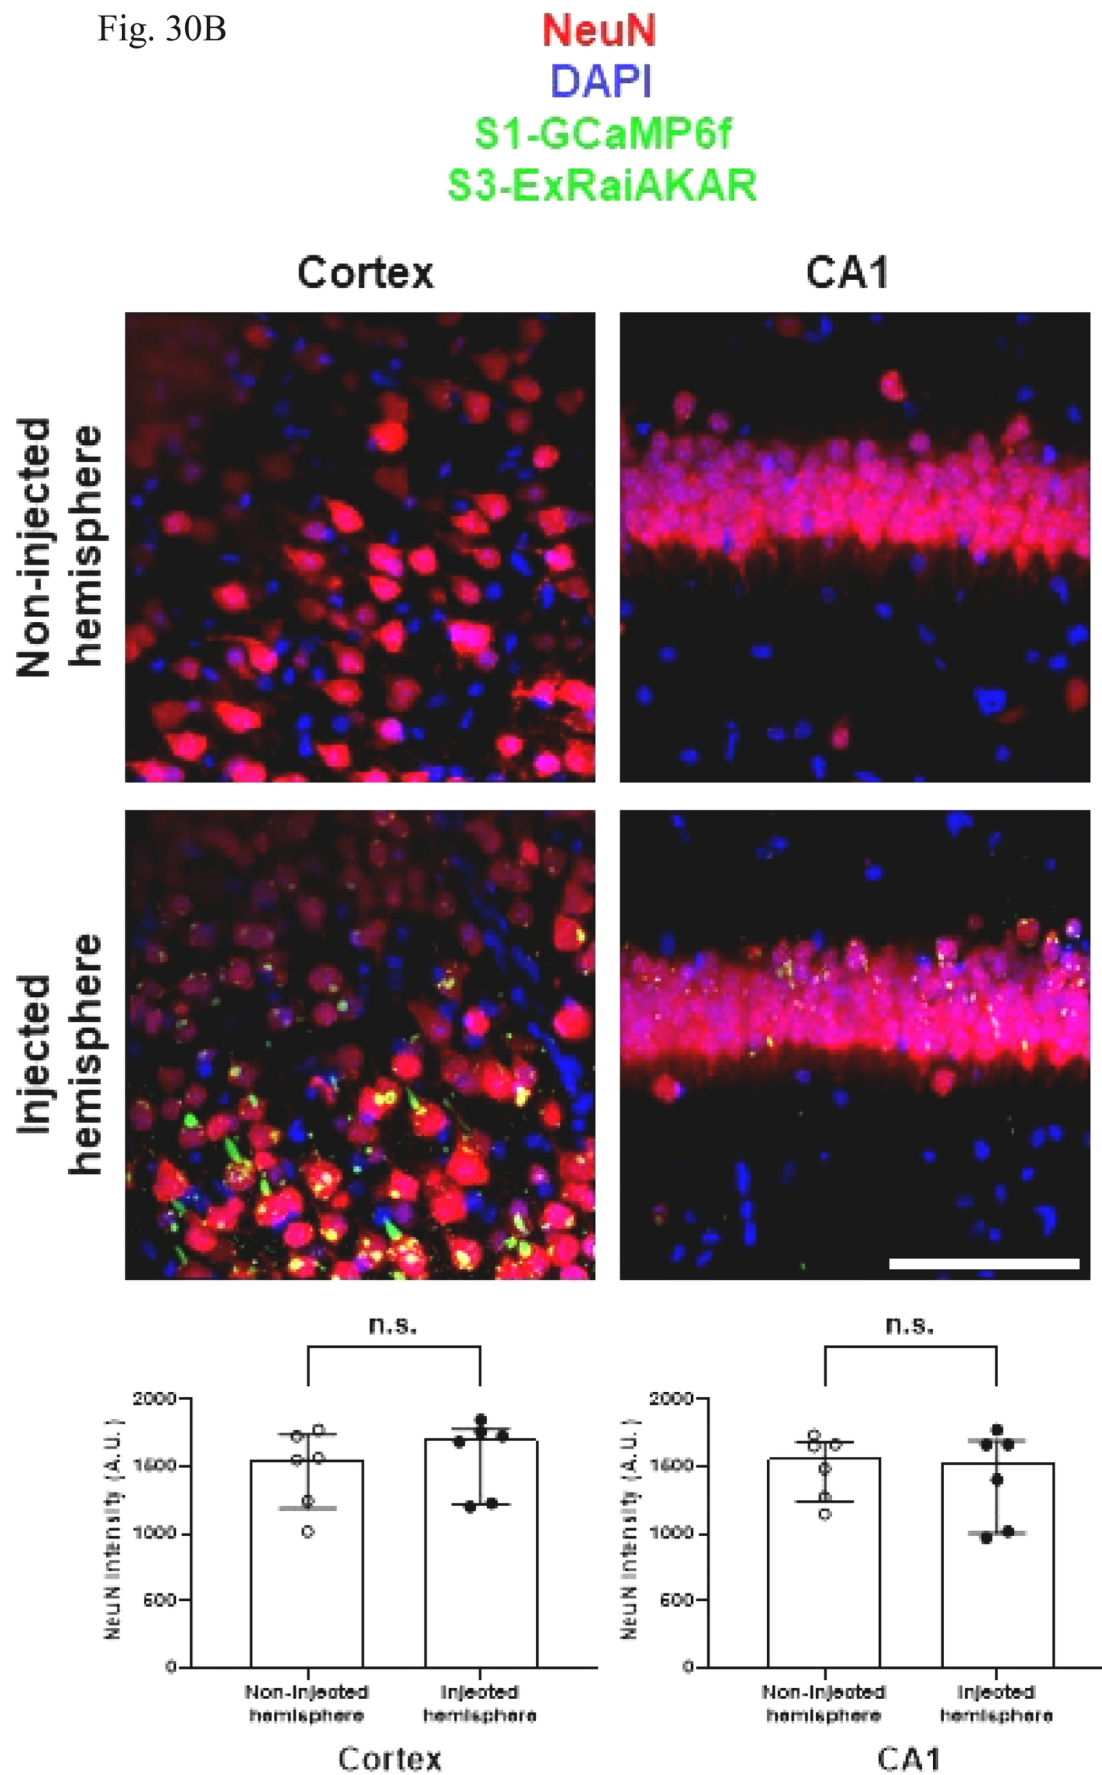 Fig. 30B
NeuN
DAPI
S1-GCaMP6f
S3-ExRaiAKAR
Cortex
CA1
Non-injected
hemisphere
Injected
hemisphere
n.s.
n.s.
NeuN Intensity (A.U.)
2000
1500
1000
500
0
Non-Injected
hemisphere
Injected
hemisphere
Cortex
NeuN Intensity (A.U.)
2000
1500
1000
500
0
Non-Injected
hemisphere
Injected
hemisphere
CA1